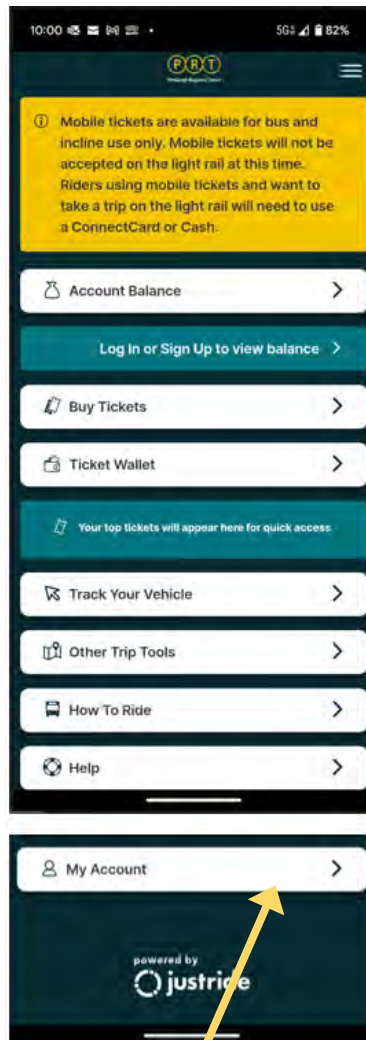 10:00
5G 82%
PRT
Mobile tickets are available for bus and
incline use only. Mobile tickets will not be
accepted on the light rail at this time.
Riders using mobile tickets and want to
take a trip on the light rail will need to use
a ConnectCard or Cash.
Account Balance
Log In or Sign Up to view balance
Buy Tickets
Ticket Wallet
Your top tickets will appear here for quick access
Track Your Vehicle
Other Trip Tools
How To Ride
Help
My Account
powered by
justride